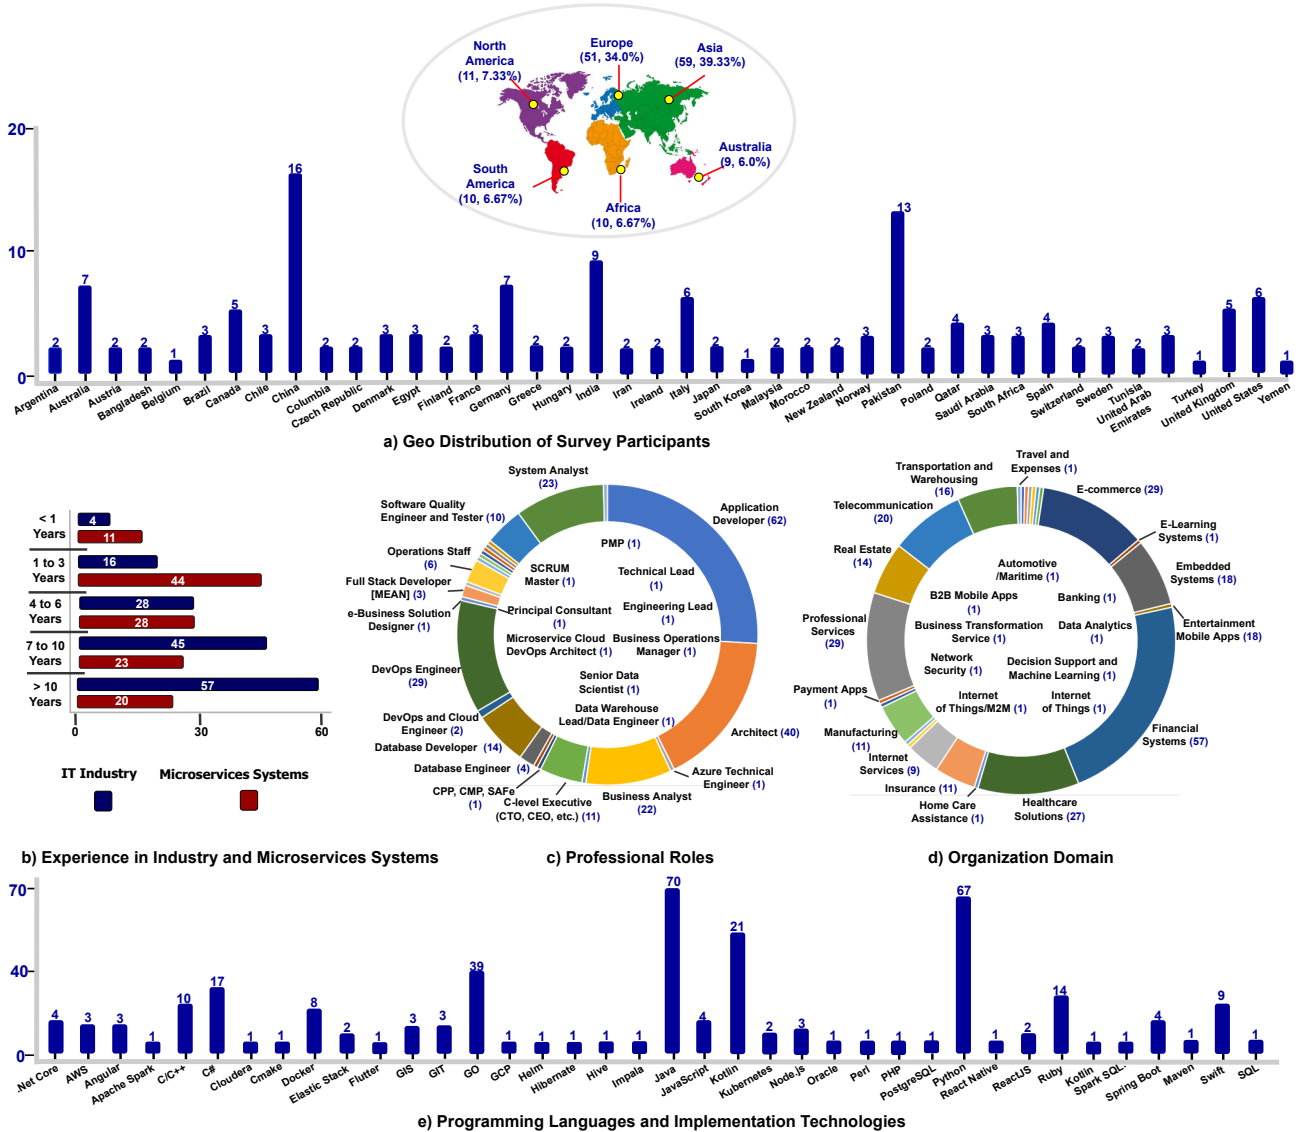 North
America
(11, 7.33%)
Europe
(51, 34.0%)
Asia
(59, 39.33%)
Australia
(9, 6.0%)
South
America
(10, 6.67%)
Africa
(10, 6.67%)
20
10
0
2
7
2
2
1
3
5
3
16
2
2
3
3
2
3
7
2
2
9
2
2
6
2
1
2
2
2
3
13
2
4
3
3
4
2
3
2
3
1
5
6
1
Argentina
Australia
Austria
Bangladesh
Belgium
Brazil
Canada
Chile
China
Columbia
Czech Republic
Denmark
Egypt
Finland
France
Germany
Greece
Hungary
India
Iran
Ireland
Italy
Japan
South Korea
Malaysia
Morocco
New Zealand
Norway
Pakistan
Poland
Qatar
Saudi Arabia
South Africa
Spain
Switzerland
Sweden
Tunisia
United Arab
Emirates
Turkey
United Kingdom
United States
Yemen
a) Geo Distribution of Survey Participants
< 1
Years
4
11
1 to 3
Years
16
44
4 to 6
Years
28
28
7 to 10
Years
45
23
> 10
Years
57
20
0
30
60
IT Industry
Microservices Systems
b) Experience in Industry and Microservices Systems
System Analyst
(23)
Software Quality
Engineer and Tester (10)
Operations Staff
(6)
Full Stack Developer
[MEAN] (3)
e-Business Solution
Designer (1)
DevOps Engineer
(29)
DevOps and Cloud
Engineer (2)
Database Developer (14)
Database Engineer (4)
CPP, CMP, SAFe
(1)
C-level Executive
(CTO, CEO, etc.) (11)
Business Analyst
(22)
Azure Technical
Engineer (1)
Architect (40)
Application
Developer (62)
PMP (1)
SCRUM
Master (1)
Technical Lead
(1)
Principal Consultant
(1)
Engineering Lead
(1)
Microservice Cloud
DevOps Architect (1)
Business Operations
Manager (1)
Senior Data
Scientist (1)
Data Warehouse
Lead/Data Engineer (1)
c) Professional Roles
Travel and
Expenses (1)
Transportation and
Warehousing
(16)
Telecommunication
(20)
Real Estate
(14)
Professional
Services
(29)
Payment Apps
(1)
Manufacturing
(11)
Internet
Services (9)
Insurance (11)
Home Care
Assistance (1)
Healthcare
Solutions (27)
Financial
Systems (57)
Entertainment
Mobile Apps (18)
Embedded
Systems (18)
E-Learning
Systems (1)
E-commerce (29)
Automotive
/Maritime (1)
B2B Mobile Apps
(1)
Banking (1)
Business Transformation
Service (1)
Data Analytics
(1)
Network
Security (1)
Decision Support and
Machine Learning (1)
Internet
of Things/M2M (1)
Internet
of Things (1)
d) Organization Domain
70
40
0
4
3
3
1
10
17
1
1
8
2
1
3
3
39
1
1
1
1
1
70
4
21
2
3
1
1
1
1
67
1
2
14
1
1
4
1
9
1
.Net Core
AWS
Angular
Apache Spark
C/C++
C#
Cloudera
Cmake
Docker
Elastic Stack
Flutter
GIS
GIT
GO
GCP
Helm
Hibernate
Hive
Impala
Java
JavaScript
Kotlin
Kubernetes
Node.js
Oracle
Perl
PHP
PostgreSQL
Python
React Native
ReactJS
Ruby
Kotlin
Spark SQL.
Spring Boot
Maven
Swift
SQL
e) Programming Languages and Implementation Technologies